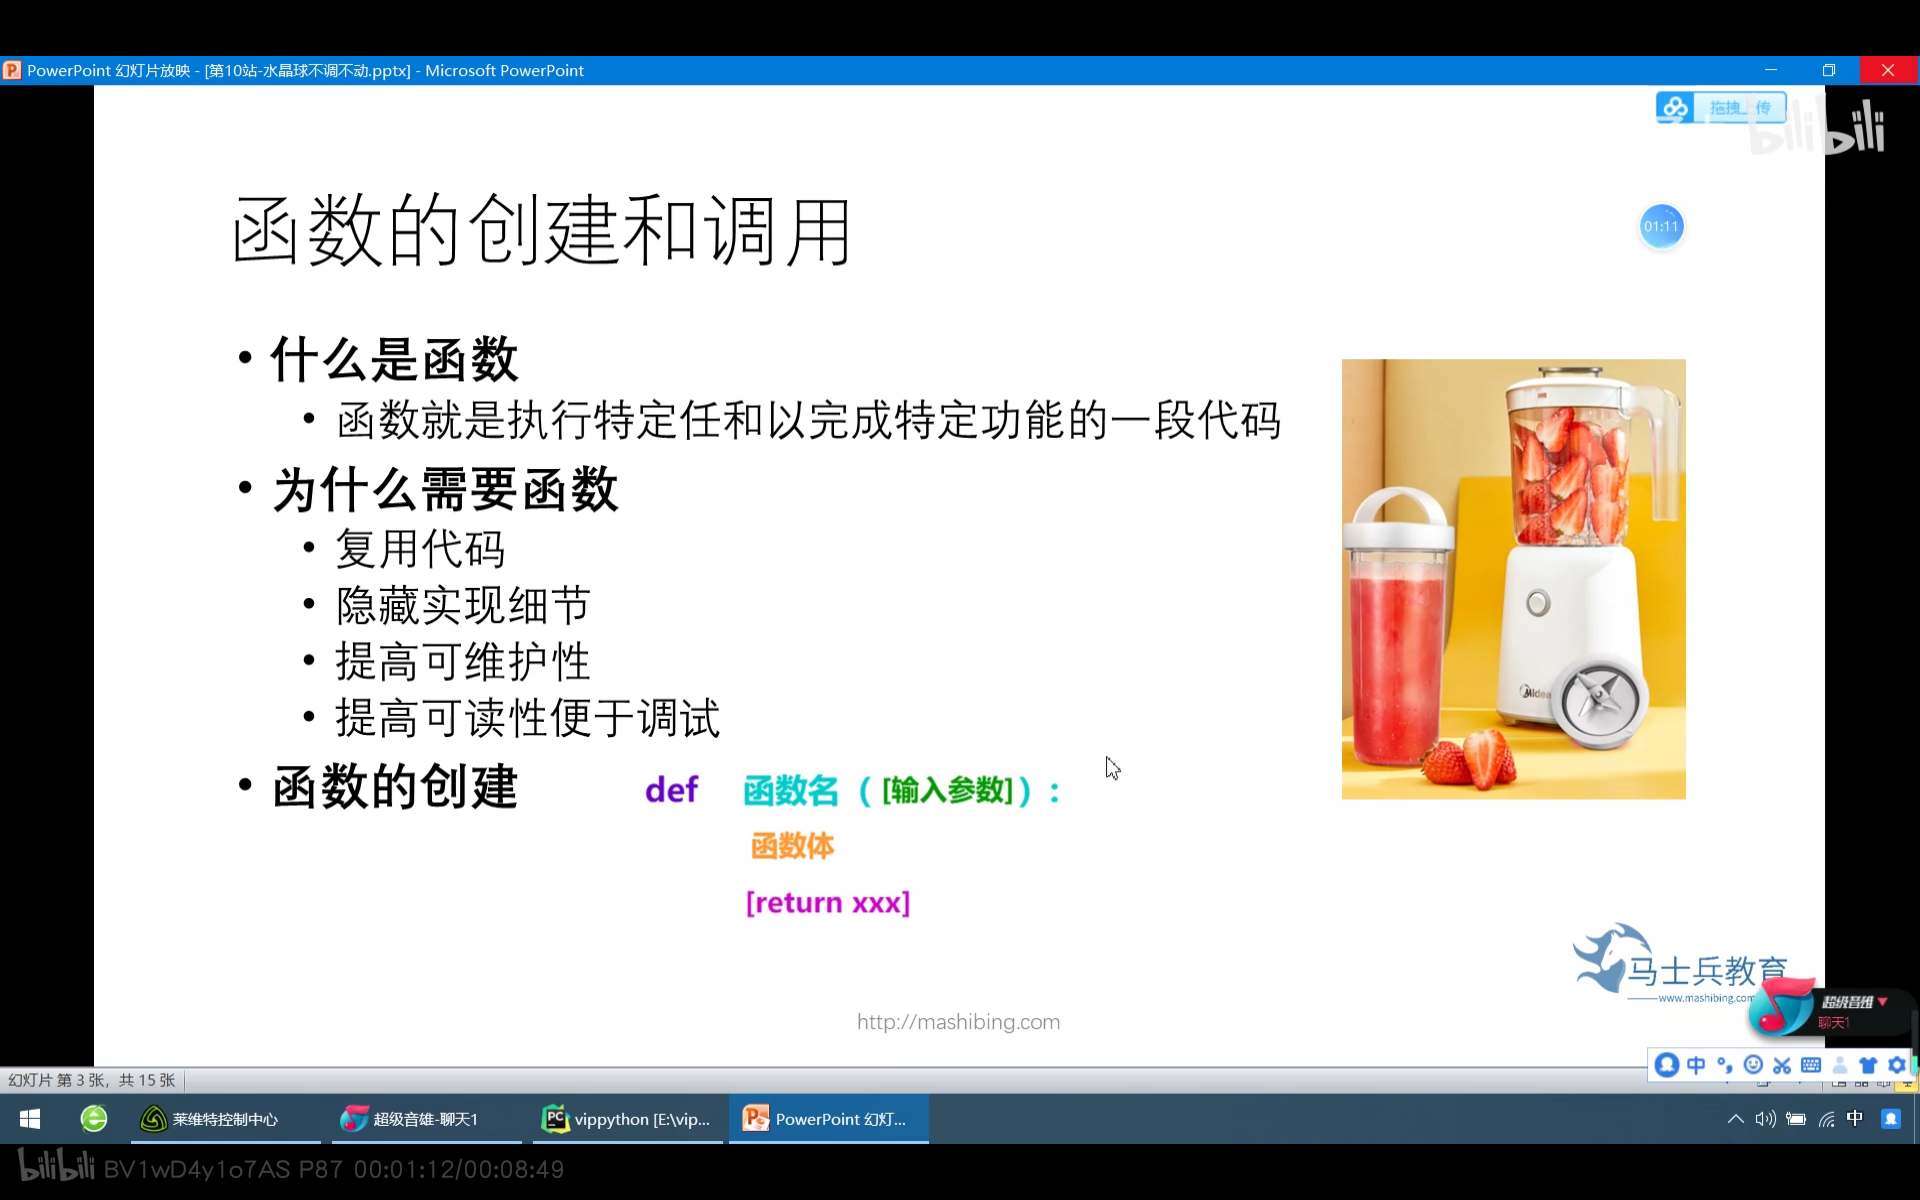 PowerPoint 幻灯片放映 - [第10站-水晶球不调不动.pptx] - Microsoft PowerPoint
拖拽上传
bilibili
函数的创建和调用
01:11
• 什么是函数
• 函数就是执行特定任和以完成特定功能的一段代码
• 为什么需要函数
• 复用代码
• 隐藏实现细节
• 提高可维护性
• 提高可读性便于调试
• 函数的创建
def 函数名（[输入参数]）：
函数体
[return xxx]
Midea
马士兵教育
www.mashibing.com
超级音雄
聊天1
http://mashibing.com
中
幻灯片 第 3 张，共 15 张
莱维特控制中心
超级音雄-聊天1
vippython [E:\vip...
PowerPoint 幻灯...
中
bilibili BV1wD4y1o7AS P87 00:01:12/00:08:49